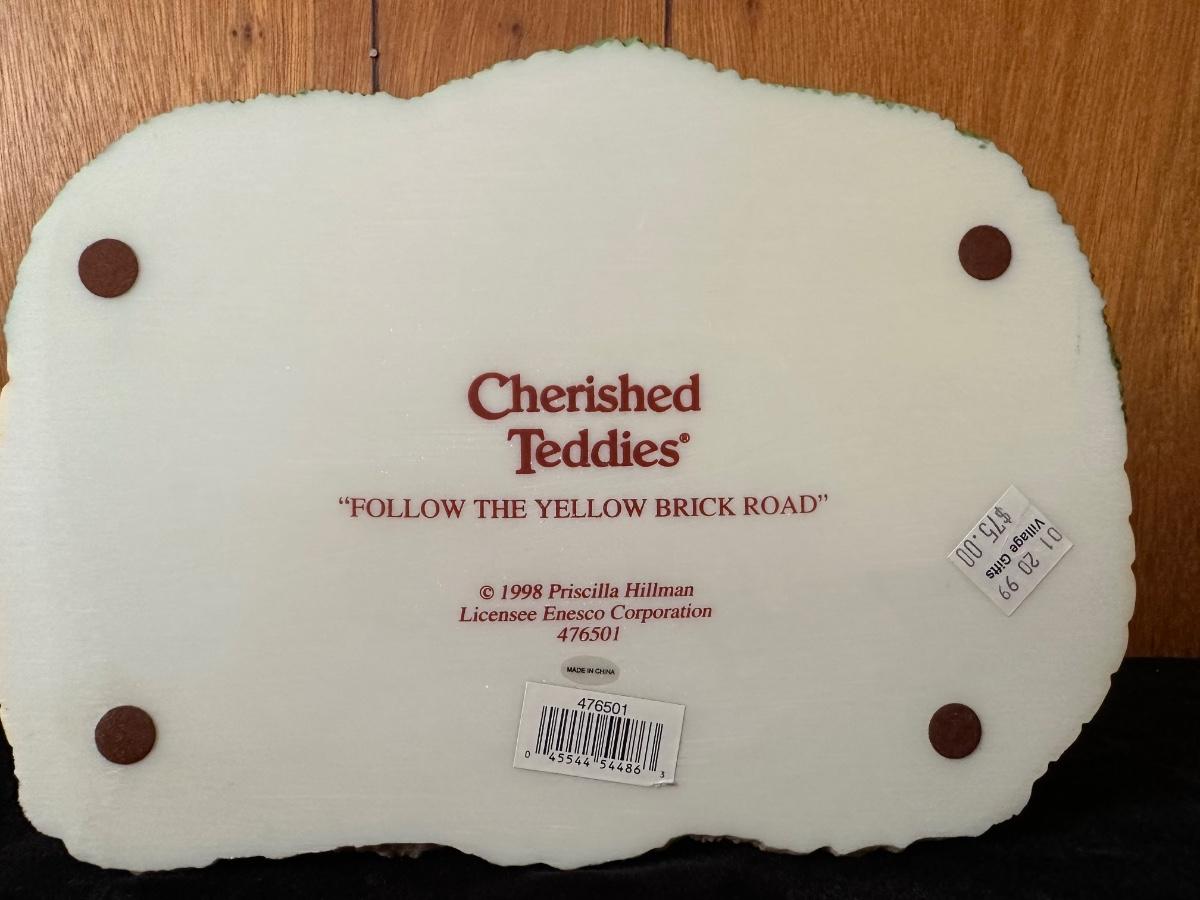 Cherished
Teddies®
“FOLLOW THE YELLOW BRICK ROAD”
© 1998 Priscilla Hillman
Licensee Enesco Corporation
476501
MADE IN CHINA
476501
0 45544 54486 3
01 20 99
Village Gifts
$75.00